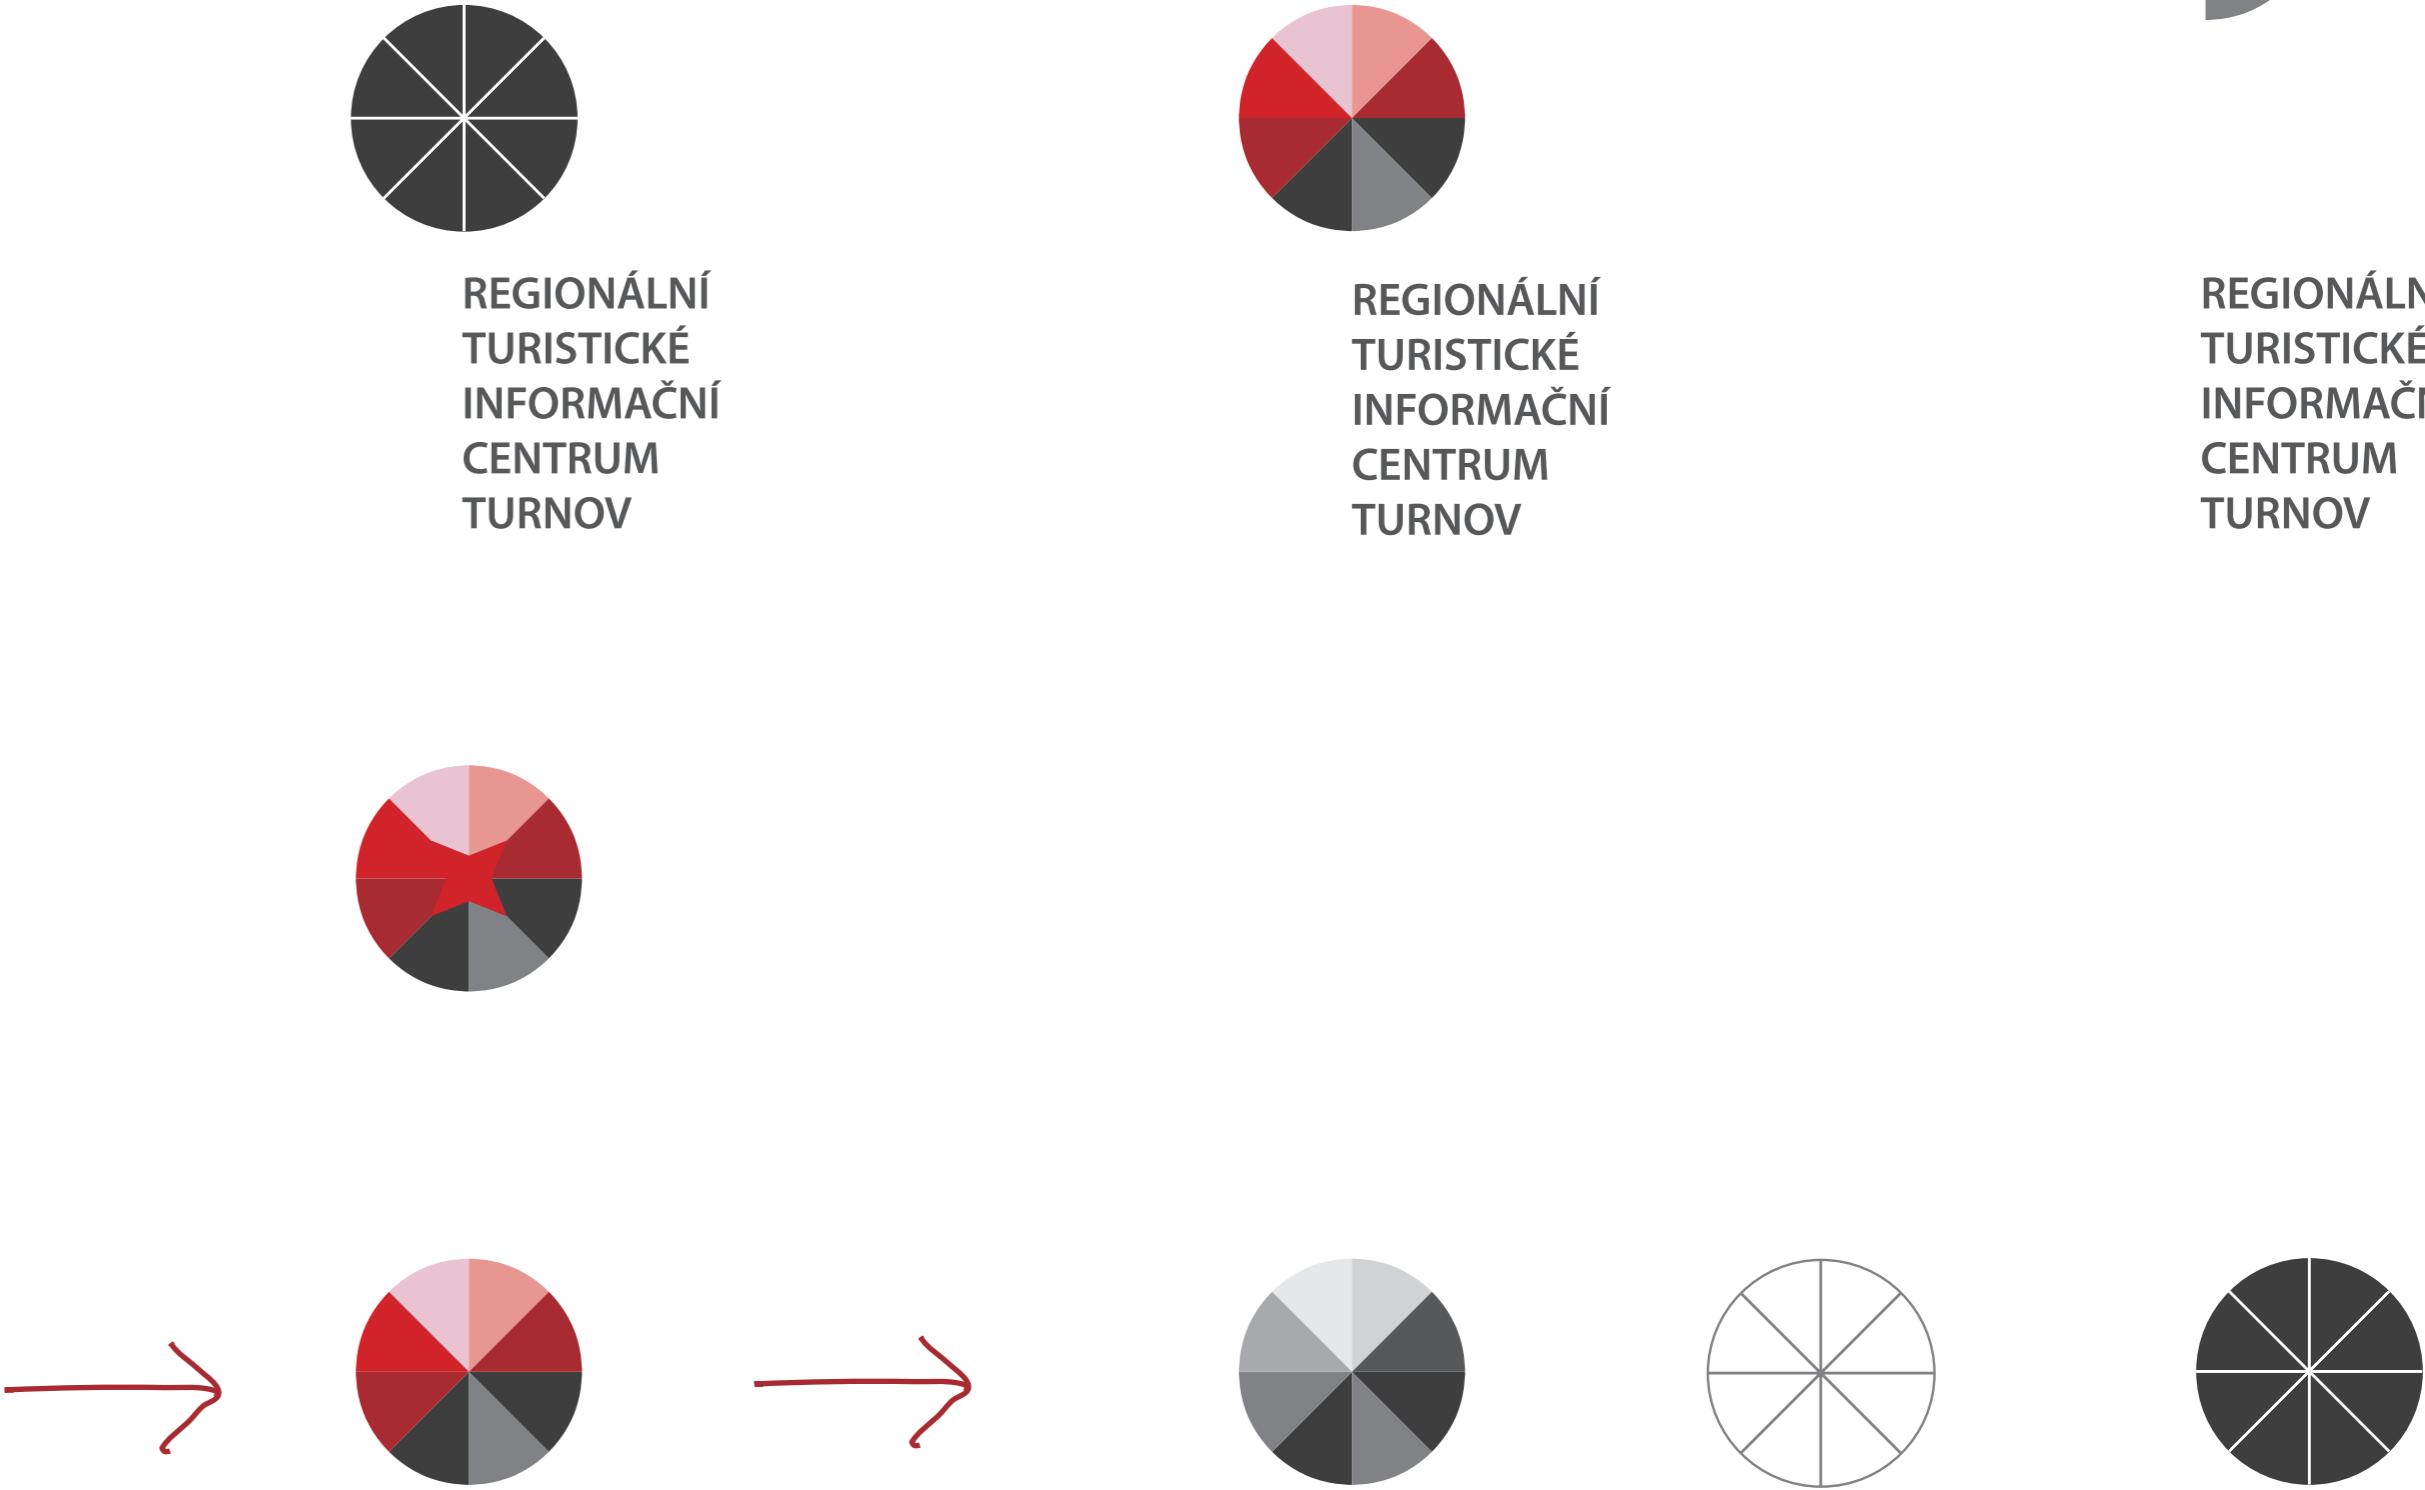 REGIONÁLNÍ
TURISTICKÉ
INFORMAČNÍ
CENTRUM
TURNOV
REGIONÁLNÍ
TURISTICKÉ
INFORMAČNÍ
CENTRUM
TURNOV
TURISTICKÉ
CENTRUM
TURNOV